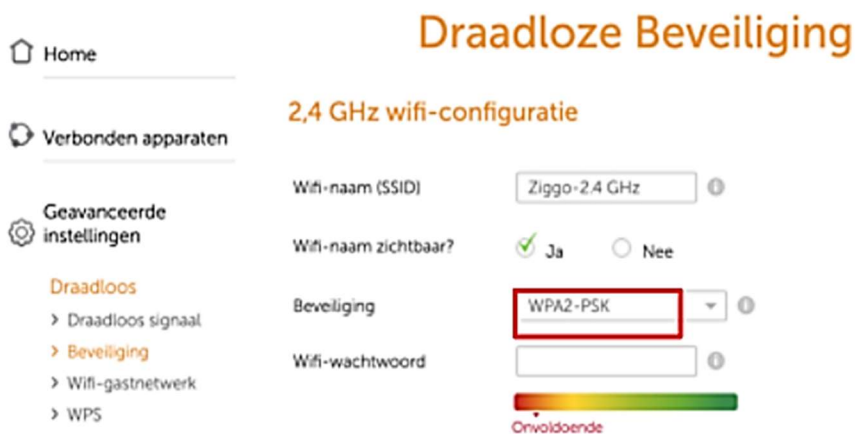 Draadloze Beveiliging
Home
Verbonden apparaten
Geavanceerde
instellingen
Draadloos
> Draadloos signaal
> Beveiliging
> Wifi-gastnetwerk
> WPS
2,4 GHz wifi-configuratie
Wifi-naam (SSID) Ziggo-2.4 GHz
Wifi-naam zichtbaar? Ja Nee
Beveiliging WPA2-PSK
Wifi-wachtwoord
Onvoldoende